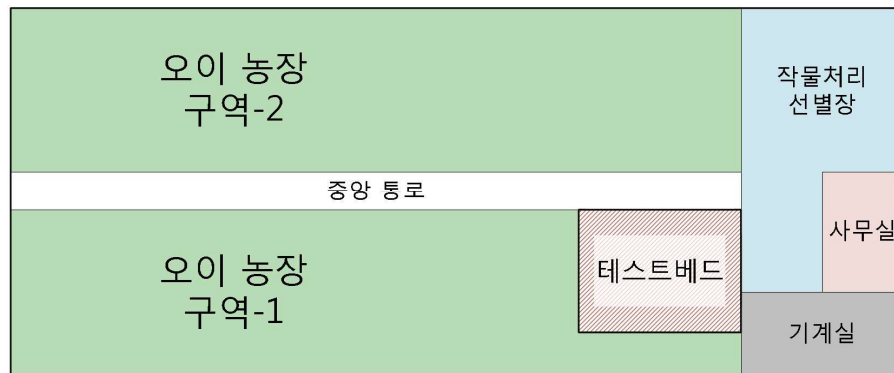 오이 농장
구역-2
작물처리
선별장
중앙 통로
사무실
오이 농장
구역-1
테스트베드
기계실